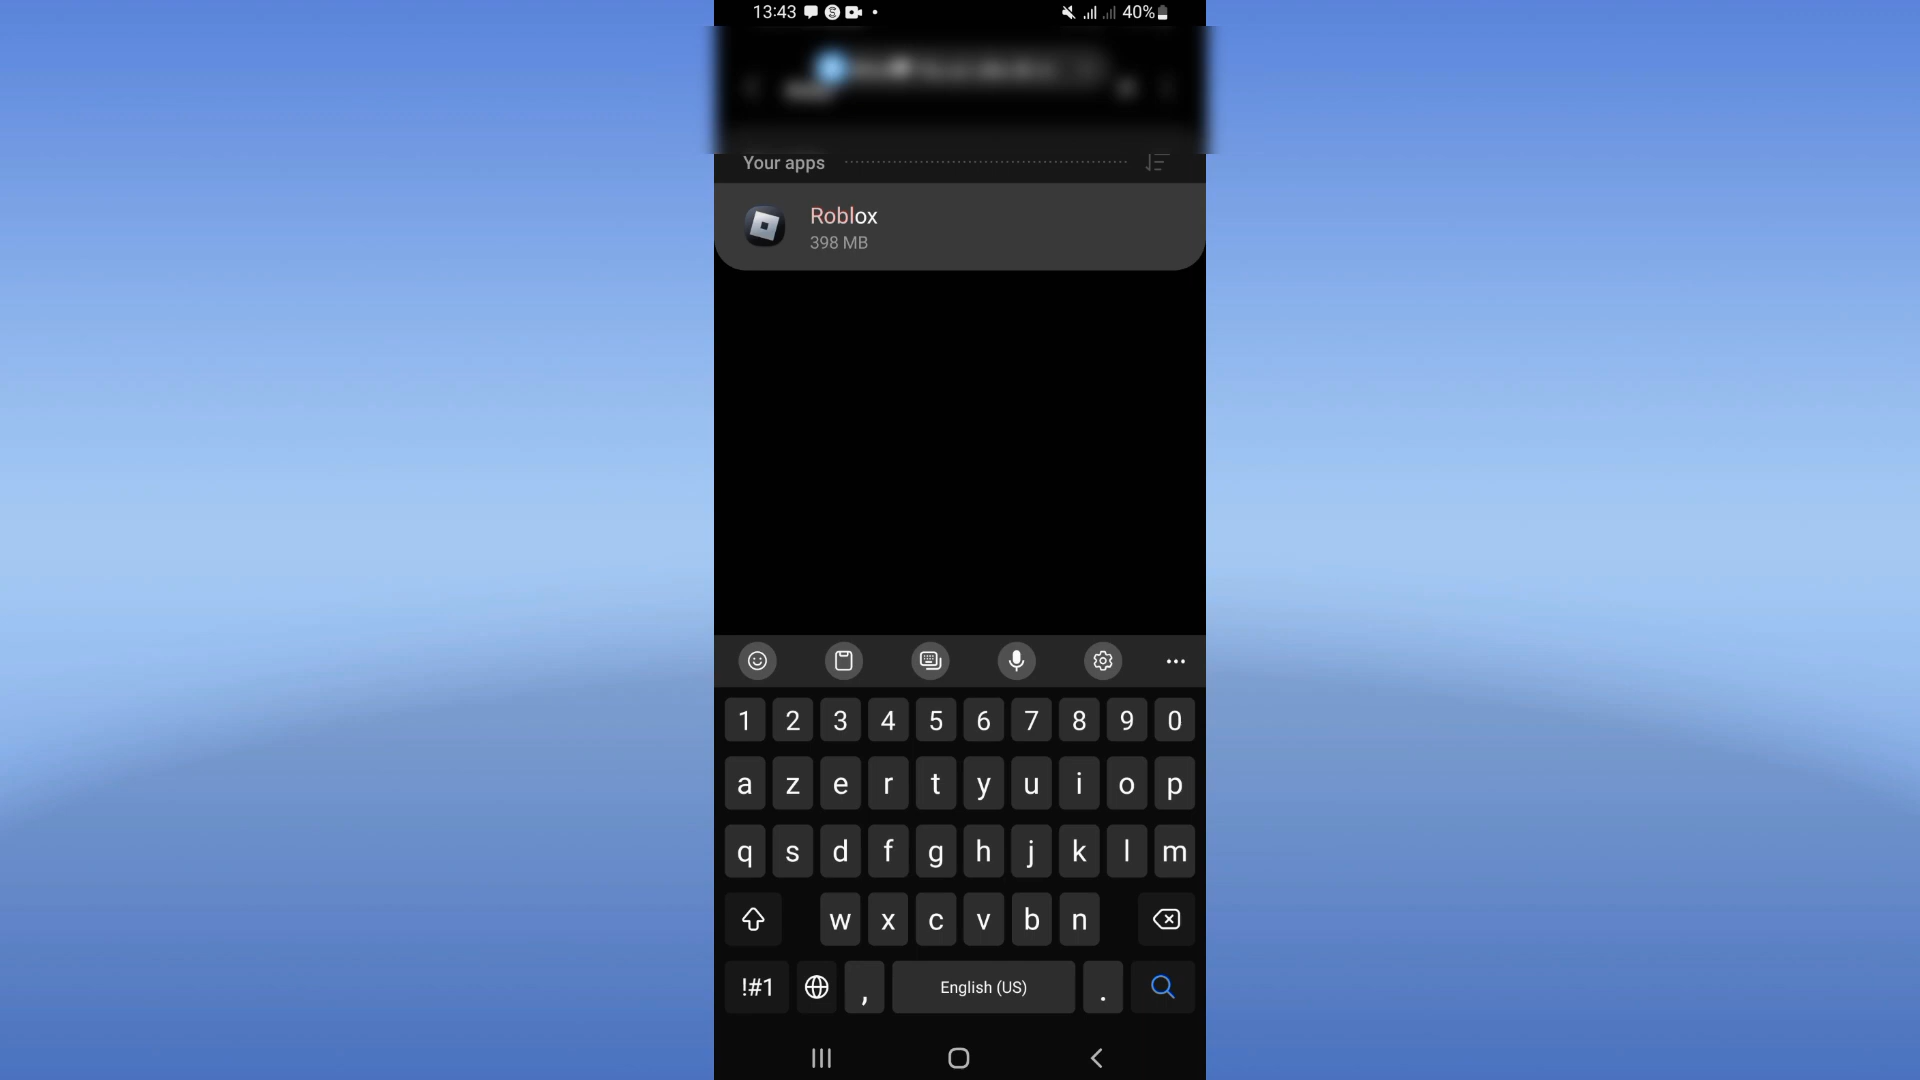 13:43 40%
Your apps
Roblox
398 MB
1 2 3 4 5 6 7 8 9 0
a z e r t y u i o p
q s d f g h j k l m
w x c v b n
!#1 , English (US) .